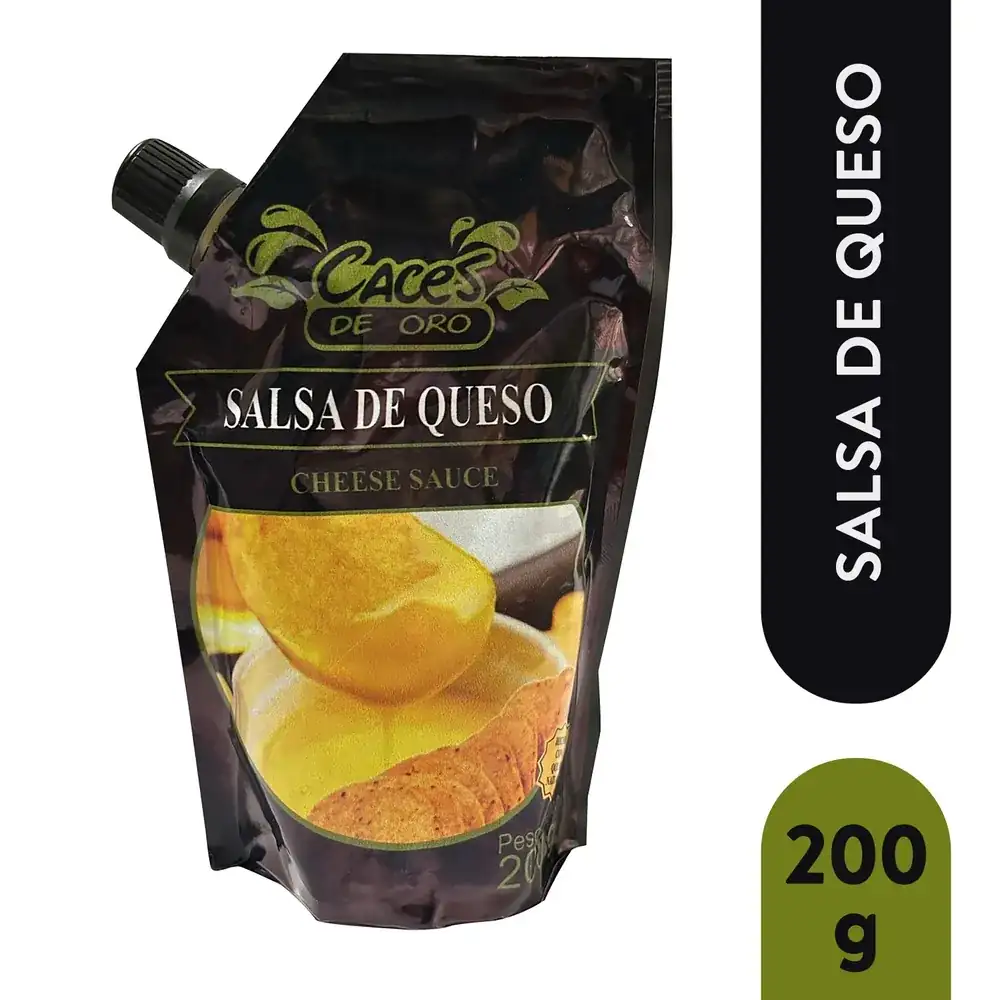 CACES
DE ORO
SALSA DE QUESO
CHEESE SAUCE
SALSA DE QUESO
200
g